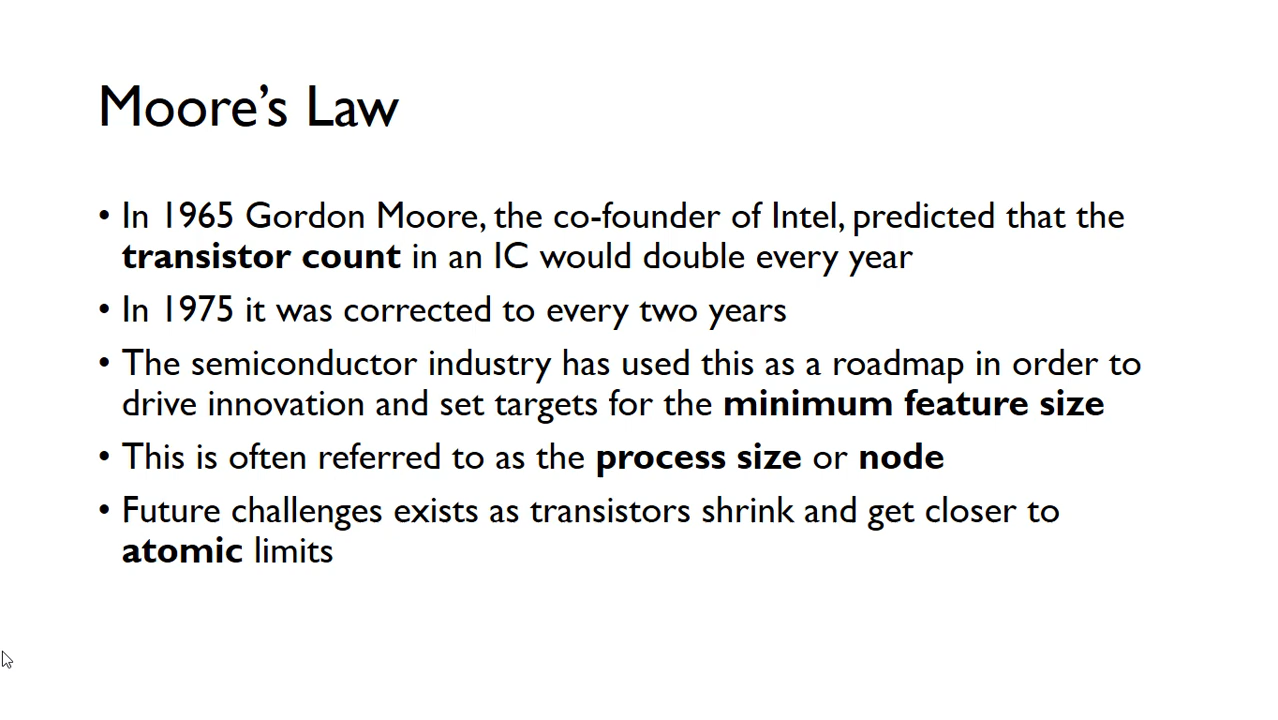 Moore's Law
• In 1965 Gordon Moore, the co-founder of Intel, predicted that the
transistor count in an IC would double every year
• In 1975 it was corrected to every two years
• The semiconductor industry has used this as a roadmap in order to
drive innovation and set targets for the minimum feature size
• This is often referred to as the process size or node
• Future challenges exists as transistors shrink and get closer to
atomic limits